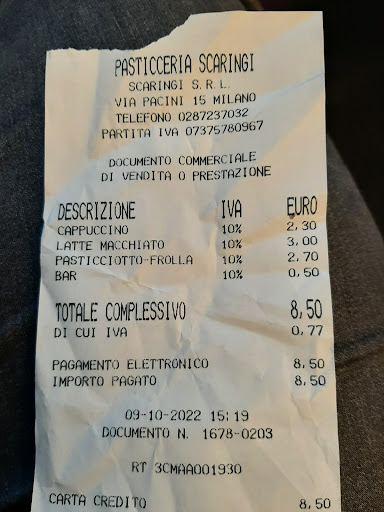 PASTICCERIA SCARINGI
SCARINGI S.R.L.
VIA PACINI 15 MILANO
TELEFONO 0287237032
PARTITA IVA 07375780967
DOCUMENTO COMMERCIALE
DI VENDITA O PRESTAZIONE
DESCRIZIONE IVA EURO
CAPPUCCINO 10% 2,30
LATTE MACCHIATO 10% 3,00
PASTICCIOTTO-FROLLA 10% 2,70
BAR 10% 0,50
TOTALE COMPLESSIVO 8,50
DI CUI IVA 0,77
PAGAMENTO ELETTRONICO 8,50
IMPORTO PAGATO 8,50
09-10-2022 15:19
DOCUMENTO N. 1678-0203
RT 3CMAA001930
CARTA CREDITO 8,50